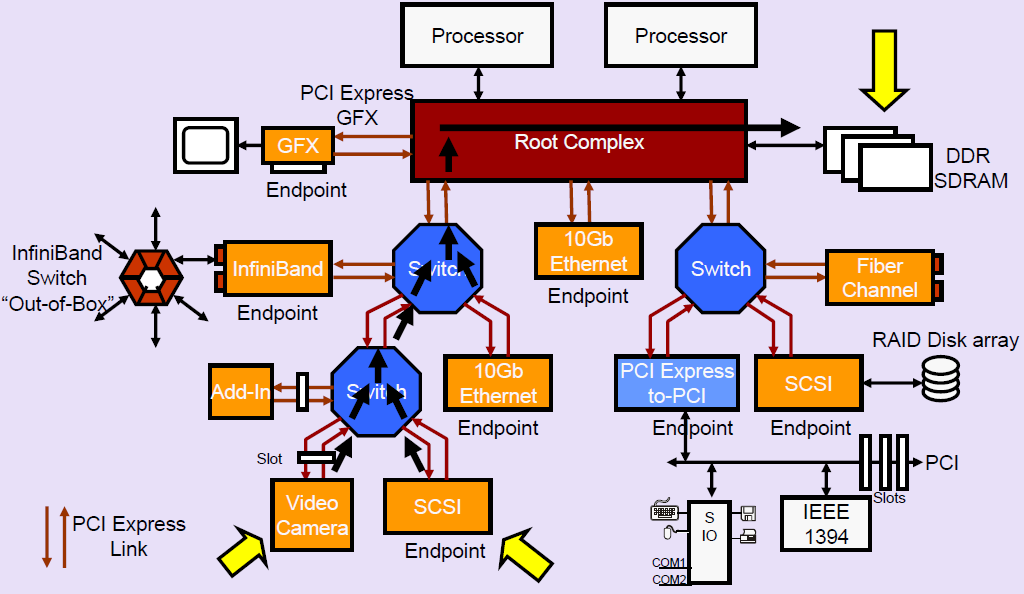 Processor
Processor
PCI Express
GFX
Root Complex
GFX
DDR
SDRAM
Endpoint
InfiniBand
Switch
“Out-of-Box”
InfiniBand
Endpoint
Switch
10Gb
Ethernet
Endpoint
Switch
Fiber
Channel
RAID Disk array
Add-In
Switch
10Gb
Ethernet
Endpoint
PCI Express
to-PCI
Endpoint
SCSI
Endpoint
Slot
PCI
Slots
Video
Camera
SCSI
Endpoint
PCI Express
Link
S
IO
COM1
COM2
IEEE
1394